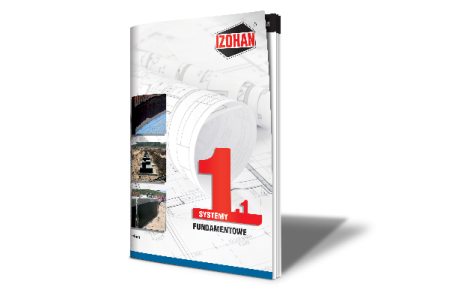 IZOHAN
1.1
SYSTEMY
FUNDAMENTOWE